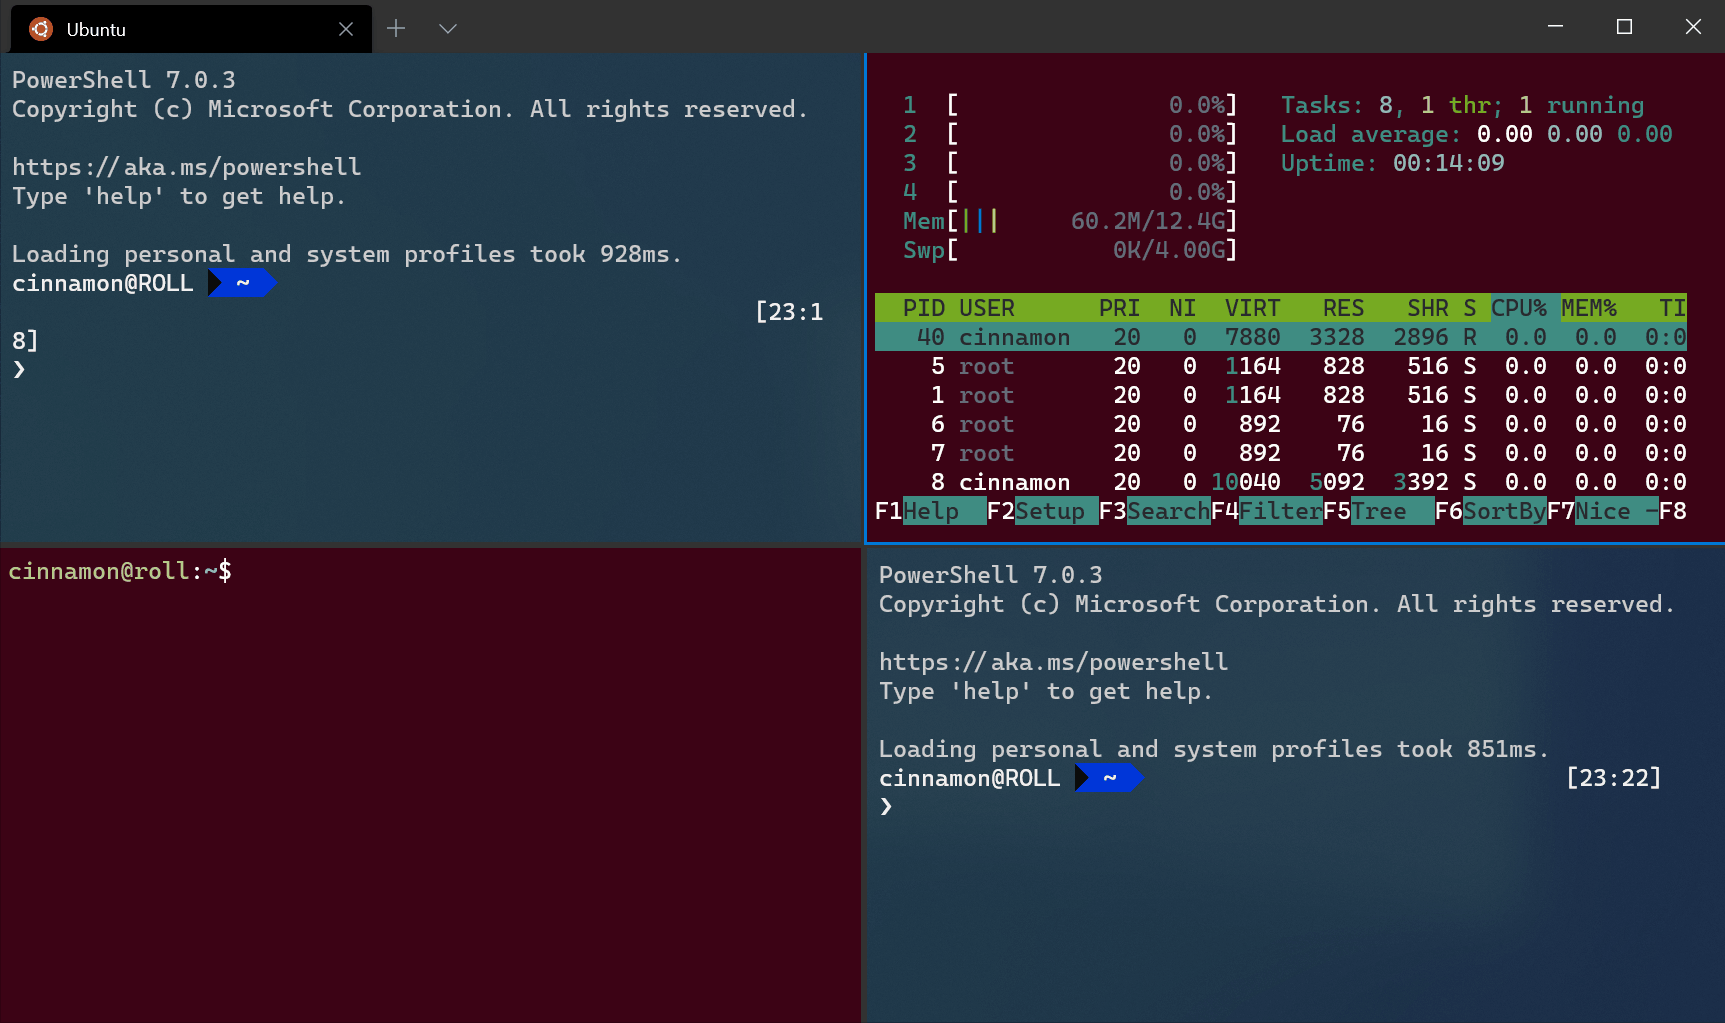 Ubuntu
PowerShell 7.0.3
Copyright (c) Microsoft Corporation. All rights reserved.
https://aka.ms/powershell
Type 'help' to get help.
Loading personal and system profiles took 928ms.
cinnamon@ROLL ~
[23:1
8]
❯
1 [ 0.0%] Tasks: 8, 1 thr; 1 running
2 [ 0.0%] Load average: 0.00 0.00 0.00
3 [ 0.0%] Uptime: 00:14:09
4 [ 0.0%]
Mem[||| 60.2M/12.4G]
Swp[ 0K/4.00G]
PID USER PRI NI VIRT RES SHR S CPU% MEM% TI
40 cinnamon 20 0 7880 3328 2896 R 0.0 0.0 0:0
5 root 20 0 1164 828 516 S 0.0 0.0 0:0
1 root 20 0 1164 828 516 S 0.0 0.0 0:0
6 root 20 0 892 76 16 S 0.0 0.0 0:0
7 root 20 0 892 76 16 S 0.0 0.0 0:0
8 cinnamon 20 0 10040 5092 3392 S 0.0 0.0 0:0
F1Help F2Setup F3SearchF4FilterF5Tree F6SortByF7Nice -F8
cinnamon@roll:~$
PowerShell 7.0.3
Copyright (c) Microsoft Corporation. All rights reserved.
https://aka.ms/powershell
Type 'help' to get help.
Loading personal and system profiles took 851ms.
cinnamon@ROLL ~ [23:22]
❯